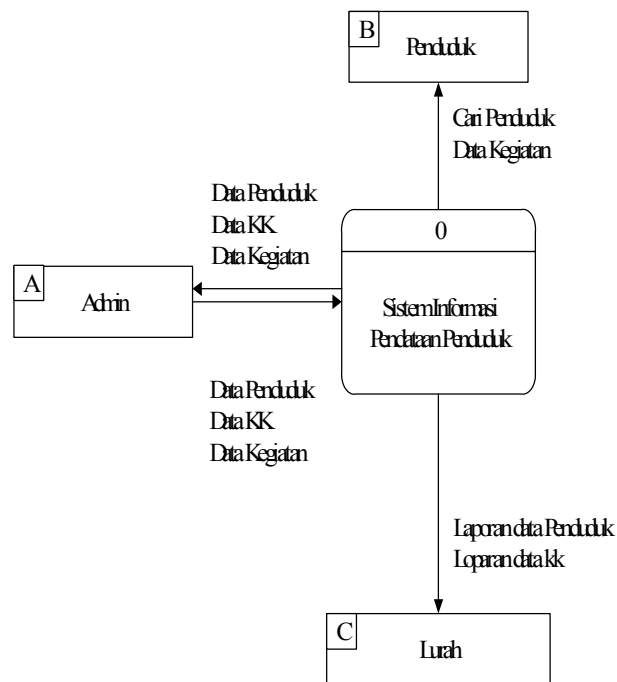 B
Penduduk
Cari Penduduk
Data Kegiatan
Data Penduduk
Data KK
Data Kegiatan
0
A
Admin
Sistem Informasi
Pendataan Penduduk
Data Penduduk
Data KK
Data Kegiatan
Laporan data Penduduk
Loparan data kk
C
Lurah